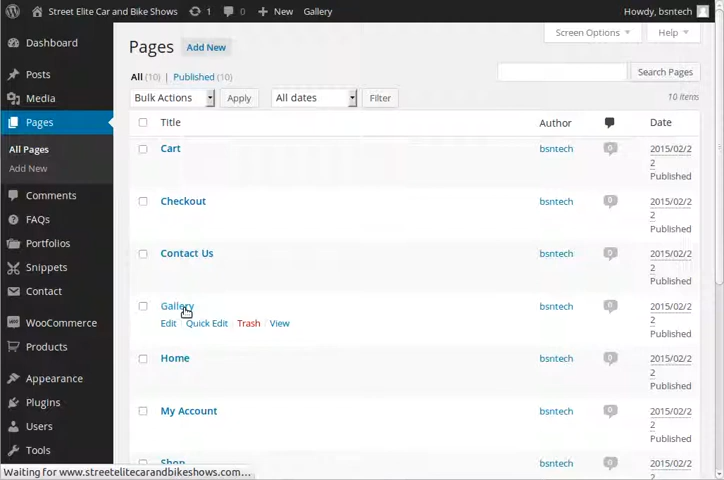 Street Elite Car and Bike Shows 1 0 New Gallery Howdy, bsntech
Dashboard
Posts
Media
Pages
All Pages
Add New
Comments
FAQs
Portfolios
Snippets
Contact
WooCommerce
Products
Appearance
Plugins
Users
Tools
Screen Options Help
Pages Add New
All (10) | Published (10)
Search Pages
Bulk Actions Apply All dates Filter 10 items
Title Author Date
Cart bsntech 0 2015/02/2
2
Published
Checkout bsntech 0 2015/02/2
2
Published
Contact Us bsntech 0 2015/02/2
2
Published
Gallery bsntech 0 2015/02/2
2
Published
Edit | Quick Edit | Trash | View
Home bsntech 0 2015/02/2
2
Published
My Account bsntech 0 2015/02/2
2
Published
Shop bsntech 0 2015/02/2
Waiting for www.streetelitecarandbikeshows.com...